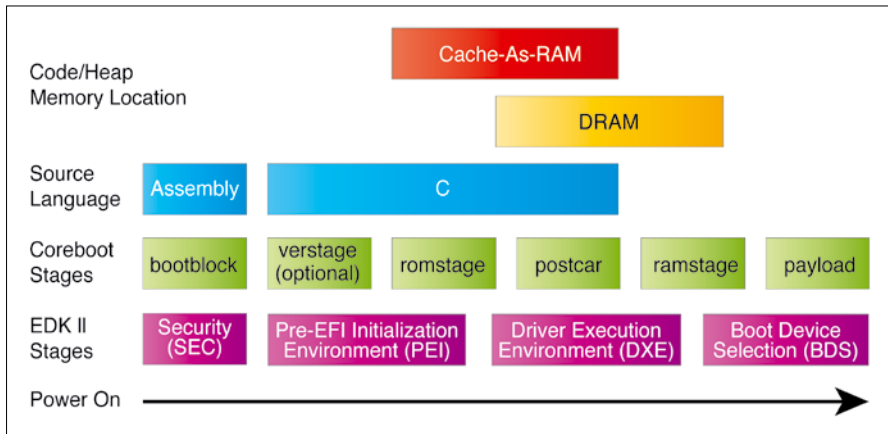 Code/Heap
Memory Location
Cache-As-RAM
DRAM
Source
Language
Assembly
C
Coreboot
Stages
bootblock
verstage
(optional)
romstage
postcar
ramstage
payload
EDK II
Stages
Security
(SEC)
Pre-EFI Initialization
Environment (PEI)
Driver Execution
Environment (DXE)
Boot Device
Selection (BDS)
Power On